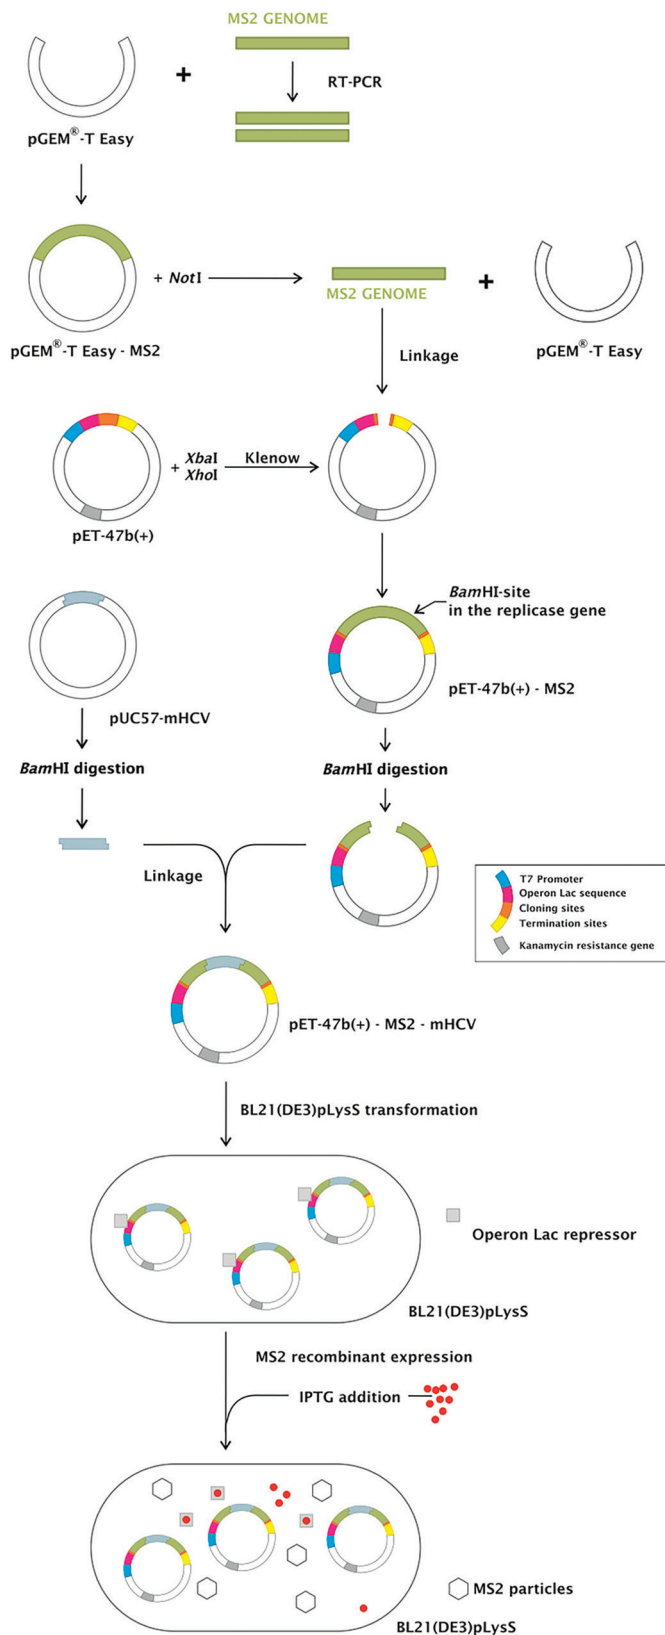 MS2 GENOME
+
RT-PCR
pGEM®-T Easy
+ NotI
MS2 GENOME
+
pGEM®-T Easy - MS2
pGEM®-T Easy
Linkage
+ XbaI
XhoI
Klenow
pET-47b(+)
BamHI-site
in the replicase gene
pET-47b(+) - MS2
pUC57-mHCV
BamHI digestion
BamHI digestion
Linkage
T7 Promoter
Operon Lac sequence
Cloning sites
Termination sites
Kanamycin resistance gene
pET-47b(+) - MS2 - mHCV
BL21(DE3)pLysS transformation
Operon Lac repressor
BL21(DE3)pLysS
MS2 recombinant expression
IPTG addition
MS2 particles
BL21(DE3)pLysS